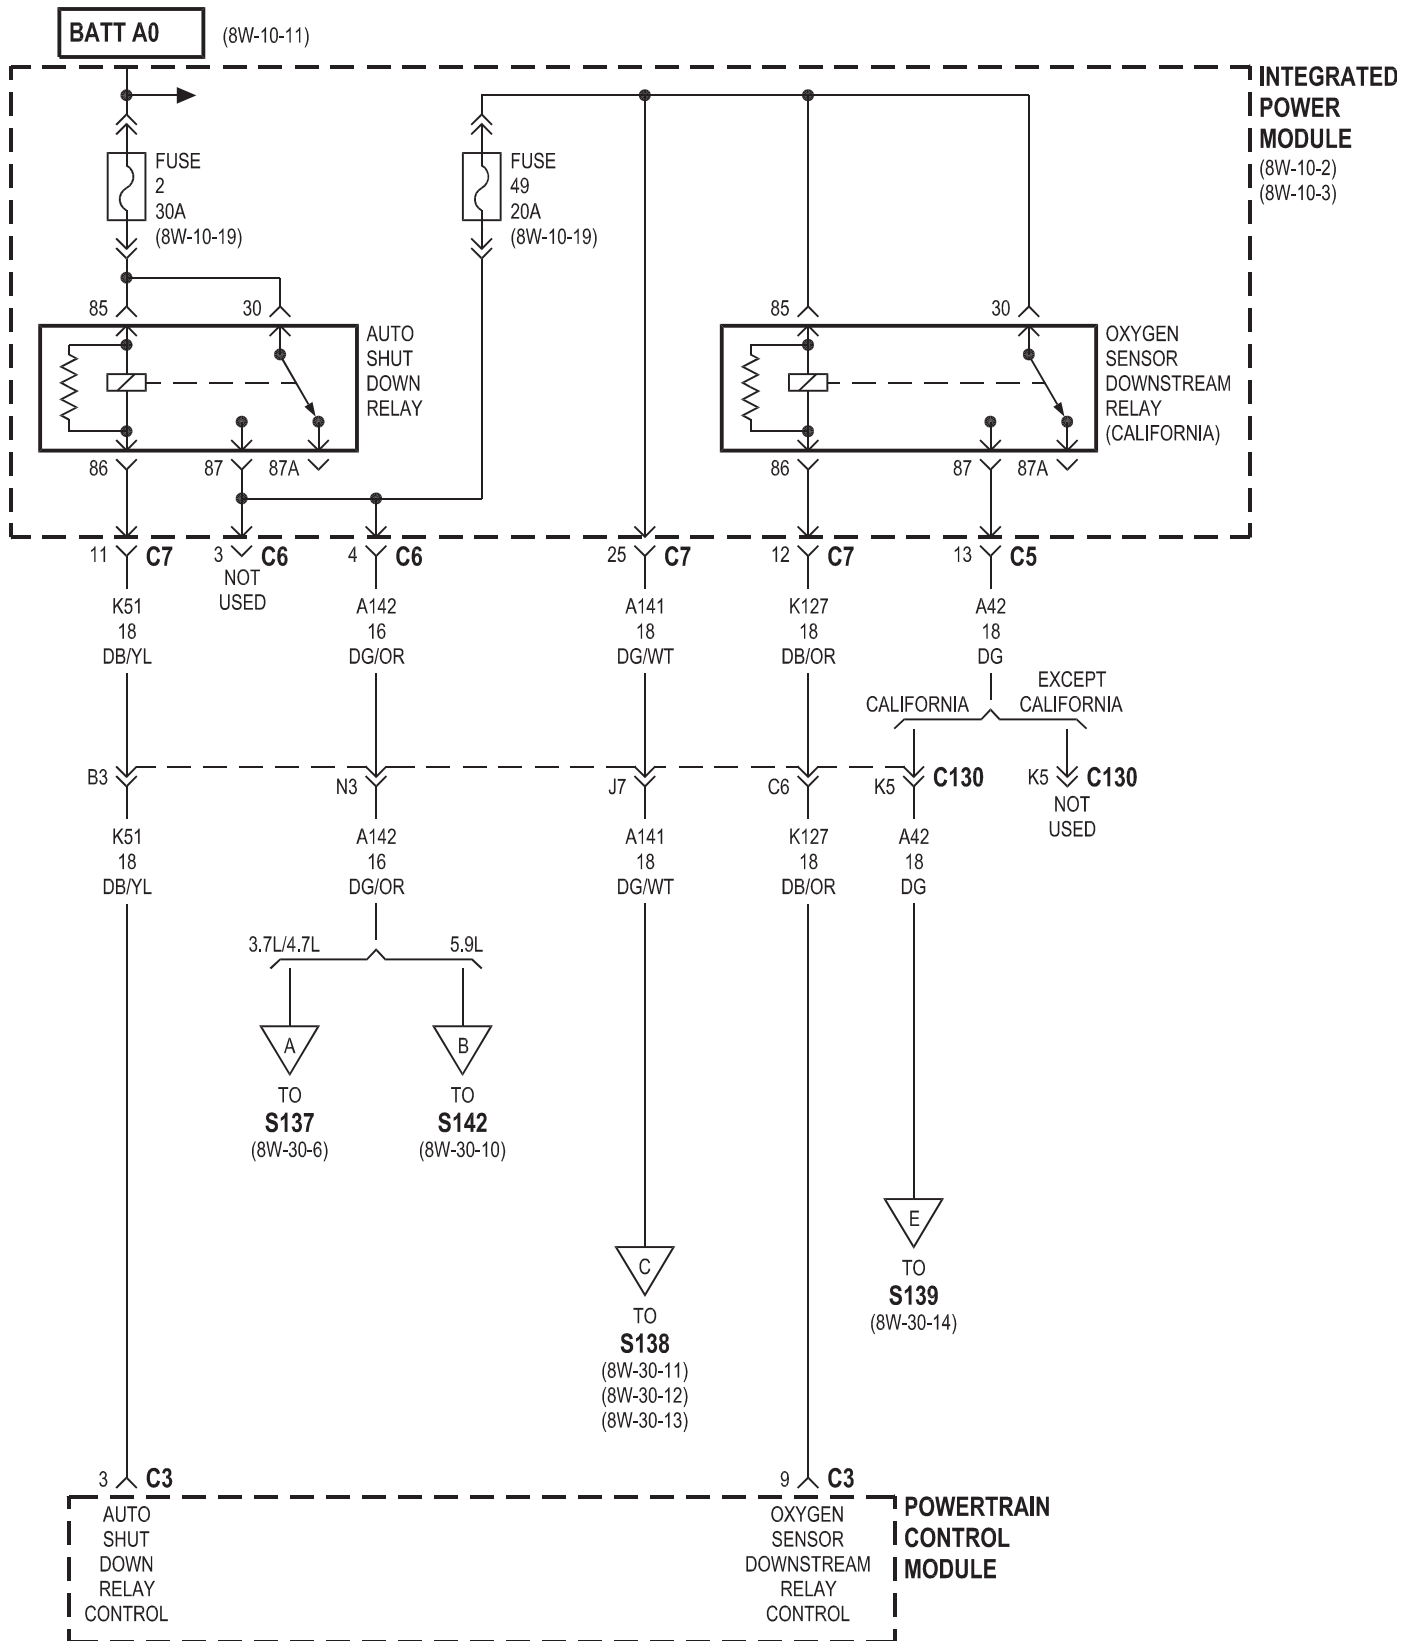 BATT A0
(8W-10-11)
INTEGRATED
POWER
MODULE
(8W-10-2)
(8W-10-3)
FUSE
2
30A
(8W-10-19)
FUSE
49
20A
(8W-10-19)
85
30
AUTO
SHUT
DOWN
RELAY
86
87
87A
85
30
OXYGEN
SENSOR
DOWNSTREAM
RELAY
(CALIFORNIA)
86
87
87A
11
C7
3
C6
NOT
USED
4
C6
25
C7
12
C7
13
C5
K51
18
DB/YL
A142
16
DG/OR
A141
18
DG/WT
K127
18
DB/OR
A42
18
DG
CALIFORNIA
EXCEPT
CALIFORNIA
B3
N3
J7
C6
K5
C130
K5
C130
NOT
USED
K51
18
DB/YL
A142
16
DG/OR
A141
18
DG/WT
K127
18
DB/OR
A42
18
DG
3.7L/4.7L
5.9L
A
TO
S137
(8W-30-6)
B
TO
S142
(8W-30-10)
C
TO
S138
(8W-30-11)
(8W-30-12)
(8W-30-13)
E
TO
S139
(8W-30-14)
3
C3
9
C3
AUTO
SHUT
DOWN
RELAY
CONTROL
OXYGEN
SENSOR
DOWNSTREAM
RELAY
CONTROL
POWERTRAIN
CONTROL
MODULE